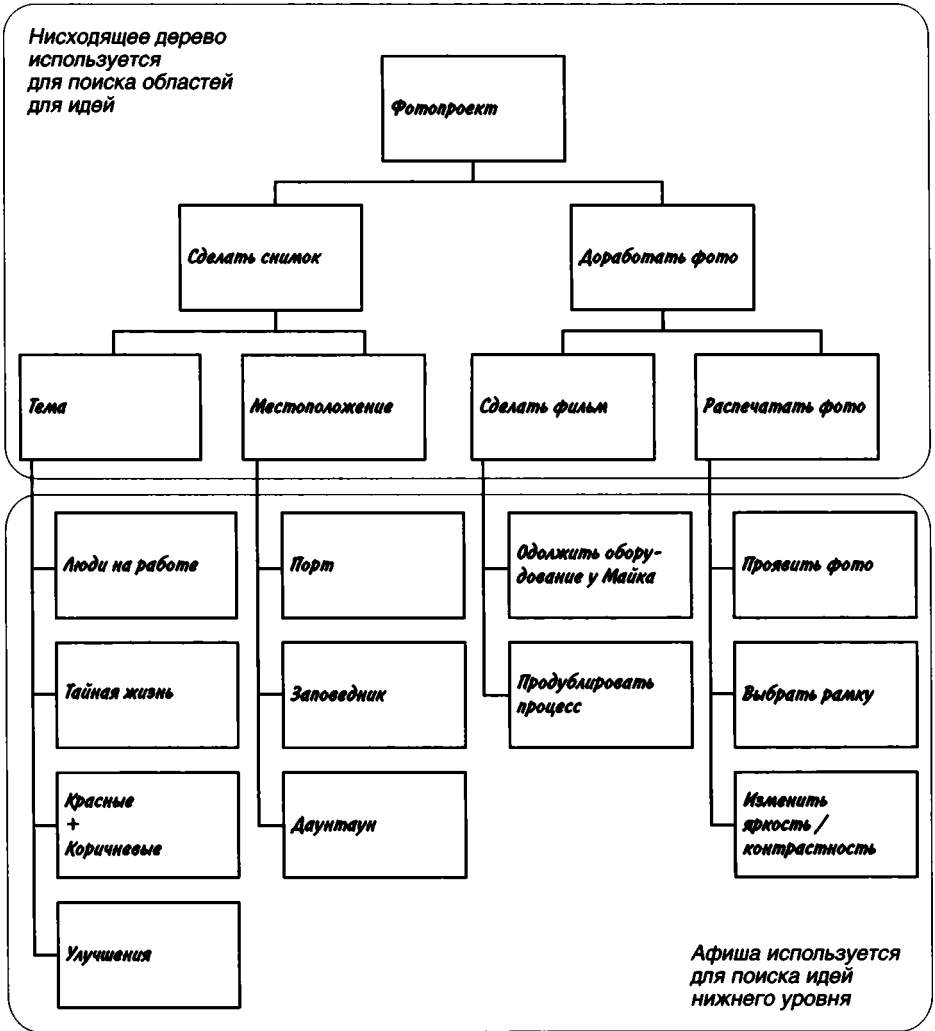 Нисходящее дерево
используется
для поиска областей
для идей
Фотопроект
Сделать снимок
Доработать фото
Тема
Местоположение
Сделать фильм
Распечатать фото
Люди на работе
Порт
Одолжить обору-
дование у Майка
Проявить фото
Тайная жизнь
Заповедник
Продублировать
процесс
Выбрать рамку
Красные
+
Коричневые
Даунтаун
Изменить
яркость /
контрастность
Улучшения
Афиша используется
для поиска идей
нижнего уровня